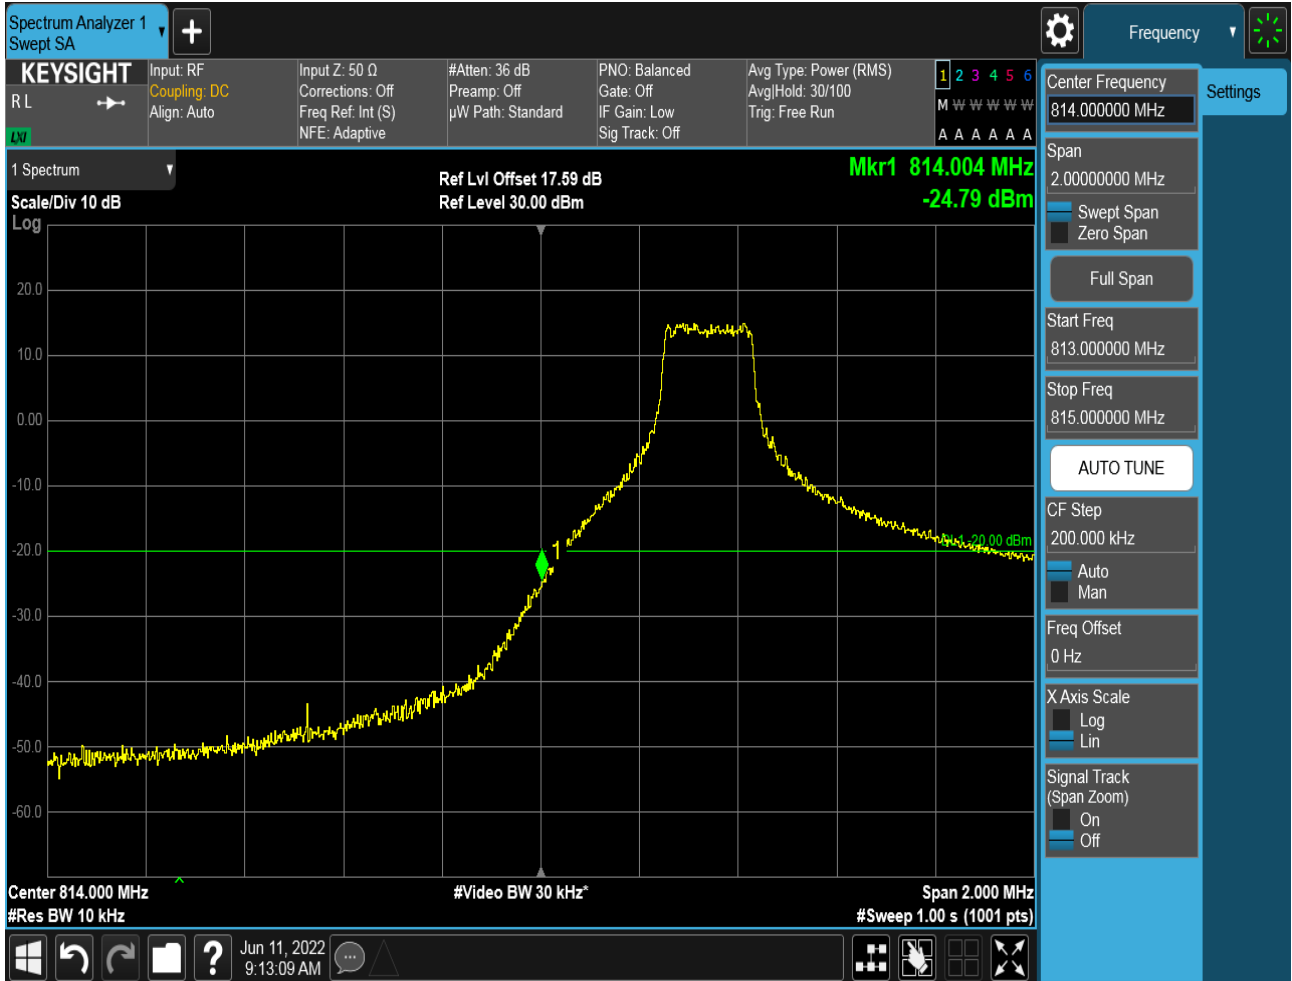 Spectrum Analyzer 1
Swept SA
Frequency
KEYSIGHT
R L
LXI
Input: RF
Coupling: DC
Align: Auto
Input Z: 50 Ω
Corrections: Off
Freq Ref: Int (S)
NFE: Adaptive
#Atten: 36 dB
Preamp: Off
µW Path: Standard
PNO: Balanced
Gate: Off
IF Gain: Low
Sig Track: Off
Avg Type: Power (RMS)
Avg|Hold: 30/100
Trig: Free Run
1 2 3 4 5 6
M W W W W W
A A A A A A
1 Spectrum
Scale/Div 10 dB
Log
Ref Lvl Offset 17.59 dB
Ref Level 30.00 dBm
Mkr1 814.004 MHz
-24.79 dBm
20.0
10.0
0.00
-10.0
-20.0
-30.0
-40.0
-50.0
-60.0
1
DL1 -20.00 dBm
Center 814.000 MHz
#Video BW 30 kHz*
Span 2.000 MHz
#Res BW 10 kHz
#Sweep 1.00 s (1001 pts)
Jun 11, 2022
9:13:09 AM
Center Frequency
814.000000 MHz
Settings
Span
2.00000000 MHz
Swept Span
Zero Span
Full Span
Start Freq
813.000000 MHz
Stop Freq
815.000000 MHz
AUTO TUNE
CF Step
200.000 kHz
Auto
Man
Freq Offset
0 Hz
X Axis Scale
Log
Lin
Signal Track
(Span Zoom)
On
Off